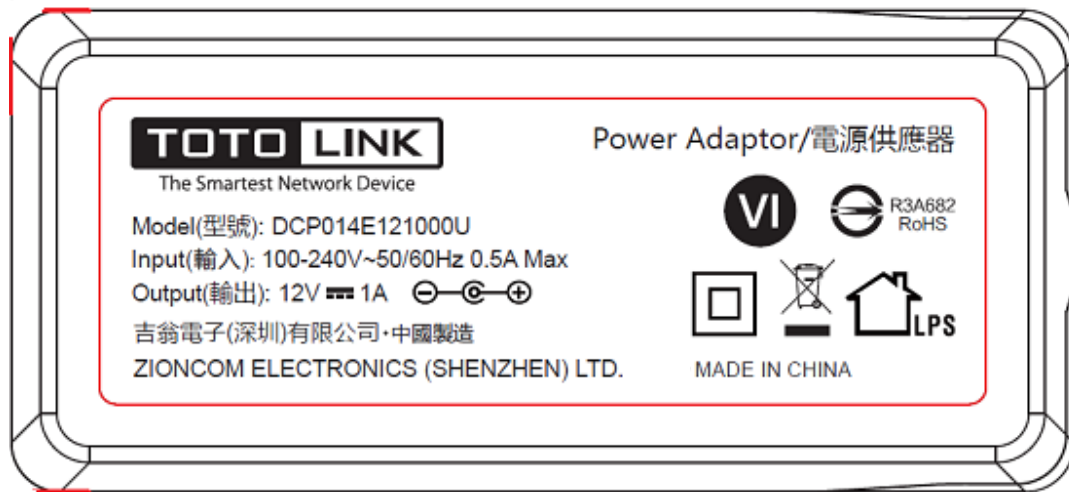 TOTO LINK
The Smartest Network Device
Power Adaptor/電源供應器
Model(型號): DCP014E121000U
Input(輸入): 100-240V~50/60Hz 0.5A Max
Output(輸出): 12V 1A
吉翁電子(深圳)有限公司·中國製造
ZIONCOM ELECTRONICS (SHENZHEN) LTD.
VI
R3A682
RoHS
LPS
MADE IN CHINA